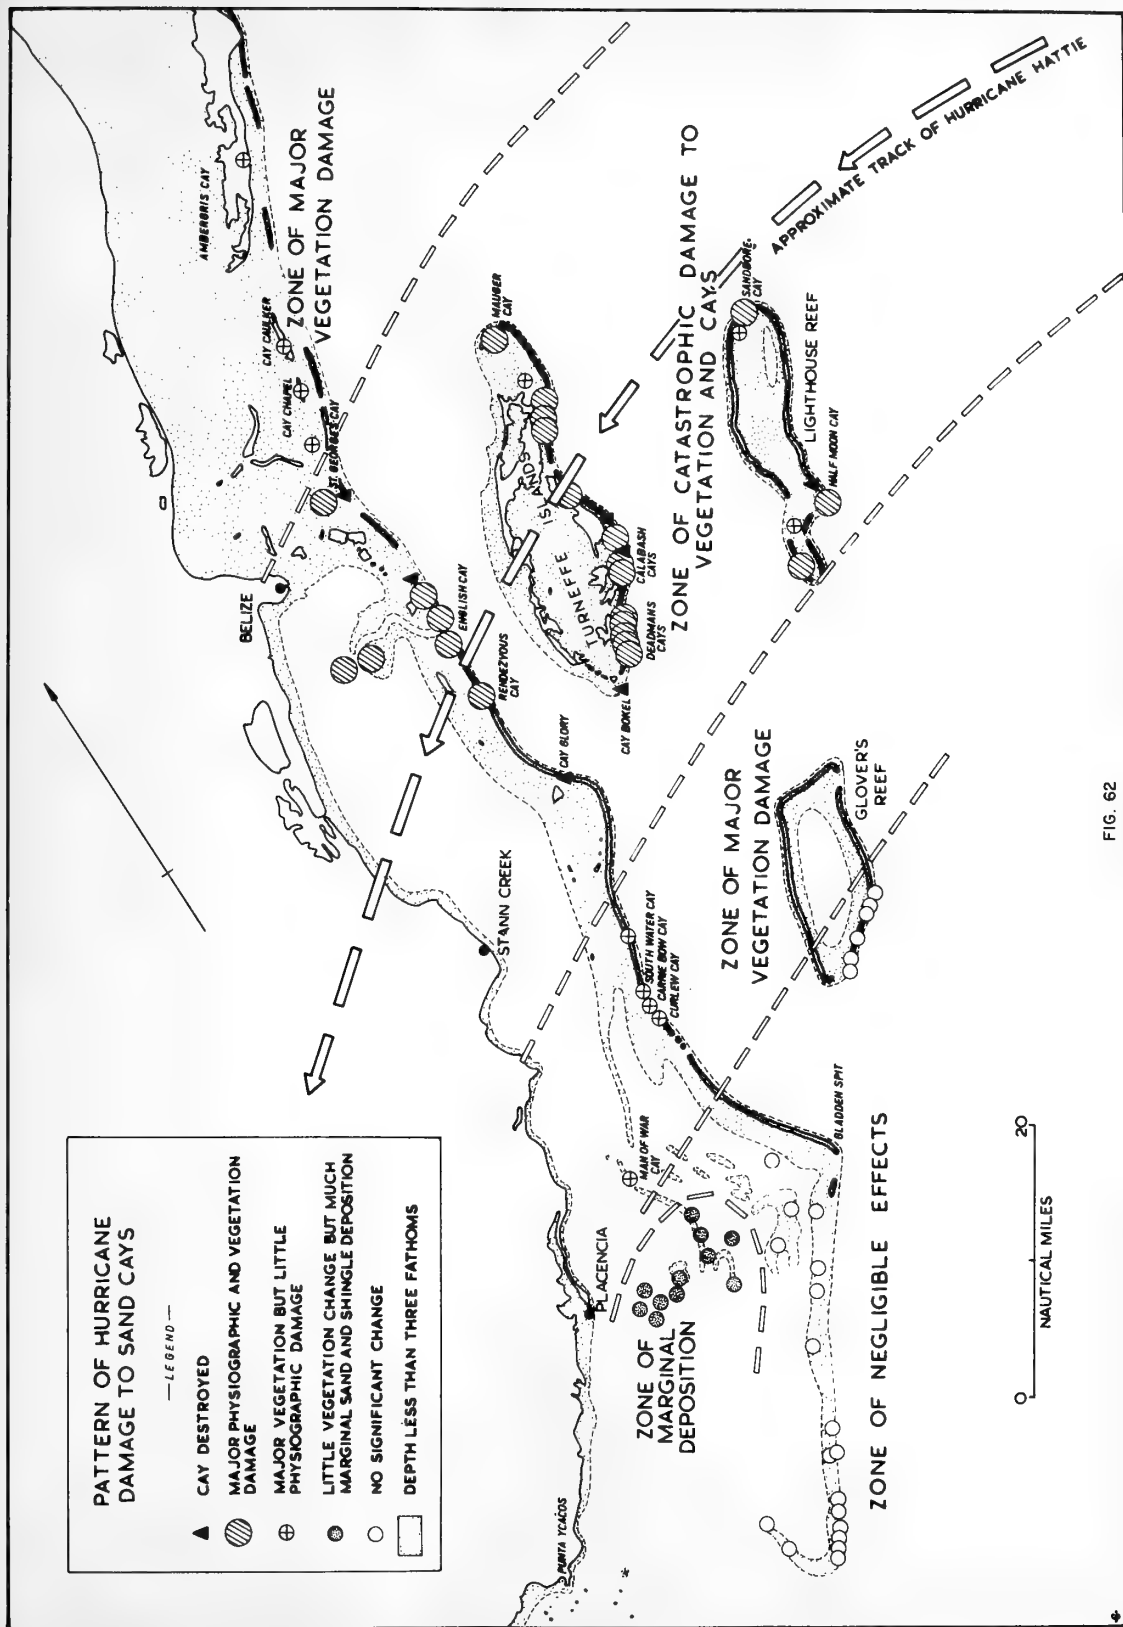 PATTERN OF HURRICANE
DAMAGE TO SAND CAYS
—LEGEND—
CAY DESTROYED
MAJOR PHYSIOGRAPHIC AND VEGETATION
DAMAGE
MAJOR VEGETATION BUT LITTLE
PHYSIOGRAPHIC DAMAGE
LITTLE VEGETATION CHANGE BUT MUCH
MARGINAL SAND AND SHINGLE DEPOSITION
NO SIGNIFICANT CHANGE
DEPTH LESS THAN THREE FATHOMS
AMBERGRIS CAY
CAY CAULKER
CAY CHAPEL
ST. GEORGE'S CAY
ZONE OF MAJOR
VEGETATION DAMAGE
BELIZE
ENGLISH CAY
RENDEZVOUS
CAY
CAY GLORY
STANN CREEK
MAUGER
CAY
TURNEFFE
ISLANDS
CALABASH
CAYS
DEADMANS
CAYS
CAY BOKEL
ZONE OF CATASTROPHIC DAMAGE TO
VEGETATION AND CAYS
APPROXIMATE TRACK OF HURRICANE HATTIE
SANDBORE
CAY
LIGHTHOUSE REEF
HALF MOON CAY
SOUTH WATER CAY
CARRIE BOW CAY
CURLEW CAY
ZONE OF MAJOR
VEGETATION DAMAGE
GLOVER'S
REEF
MAN OF WAR
CAY
GLADDEN SPIT
PLACENCIA
ZONE OF
MARGINAL
DEPOSITION
ZONE OF NEGLIGIBLE EFFECTS
PUNTA YCACOS
0
20
NAUTICAL MILES
FIG. 62